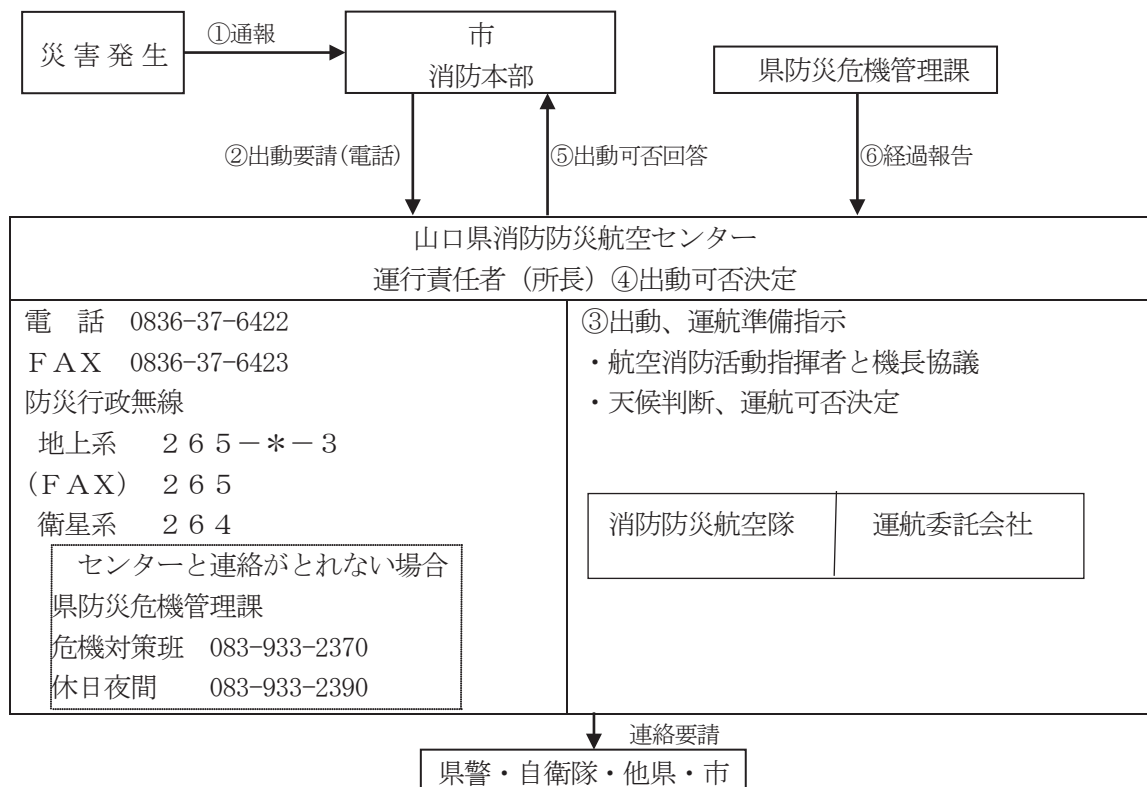 災害発生
①通報
市
消防本部
県防災危機管理課
②出動要請(電話)
⑤出動可否回答
⑥経過報告
山口県消防防災航空センター
運行責任者（所長）④出動可否決定
電　話　0836-37-6422
ＦＡＸ　0836-37-6423
防災行政無線
地上系　２６５－＊－３
(ＦＡＸ)　２６５
衛星系　２６４
センターと連絡がとれない場合
県防災危機管理課
危機対策班　083-933-2370
休日夜間　083-933-2390
③出動、運航準備指示
・航空消防活動指揮者と機長協議
・天候判断、運航可否決定
消防防災航空隊　運航委託会社
連絡要請
県警・自衛隊・他県・市